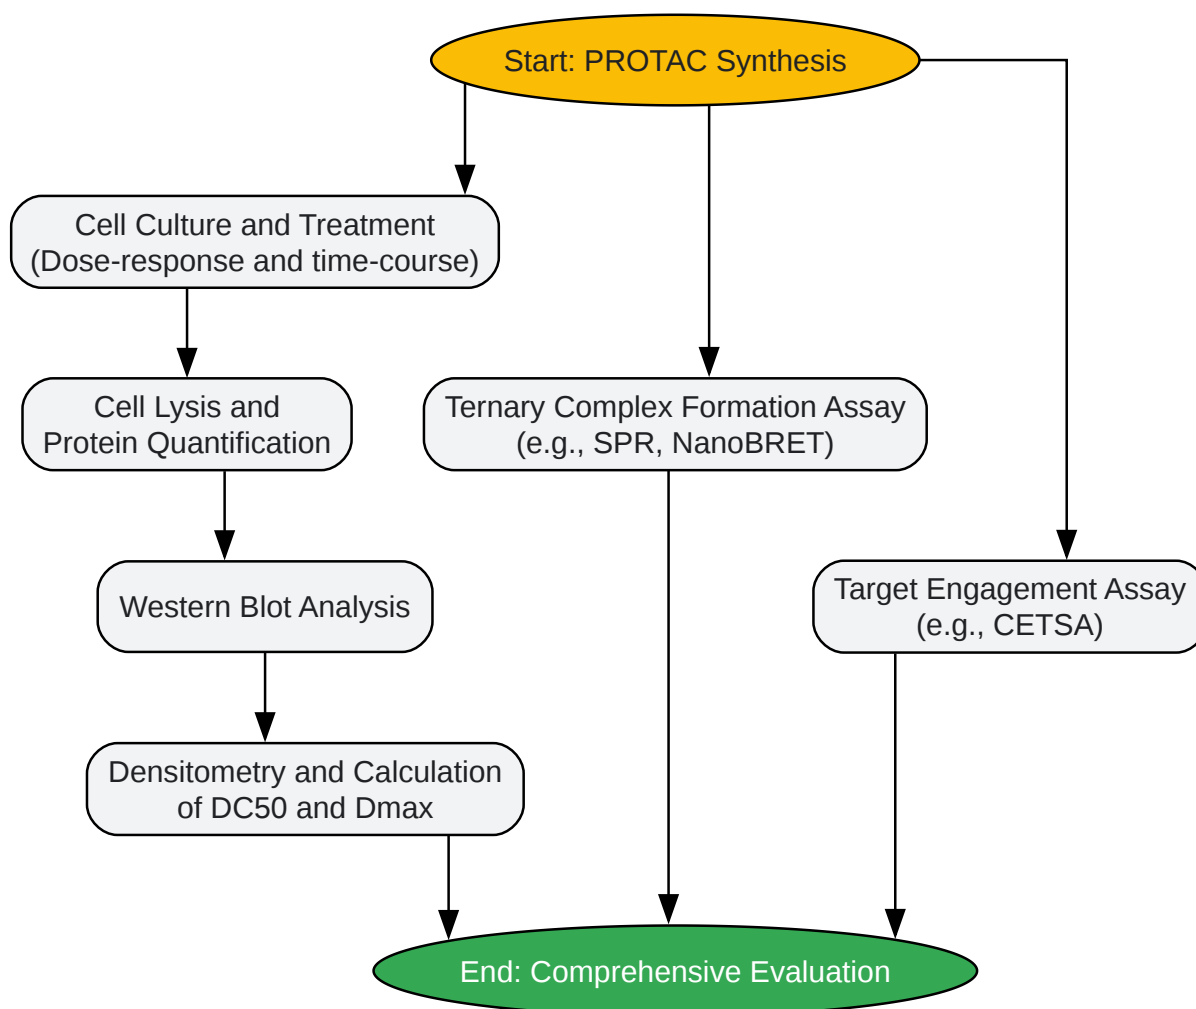 Start: PROTAC Synthesis
Cell Culture and Treatment
(Dose-response and time-course)
Cell Lysis and
Protein Quantification
Ternary Complex Formation Assay
(e.g., SPR, NanoBRET)
Western Blot Analysis
Target Engagement Assay
(e.g., CETSA)
Densitometry and Calculation
of DC50 and Dmax
End: Comprehensive Evaluation